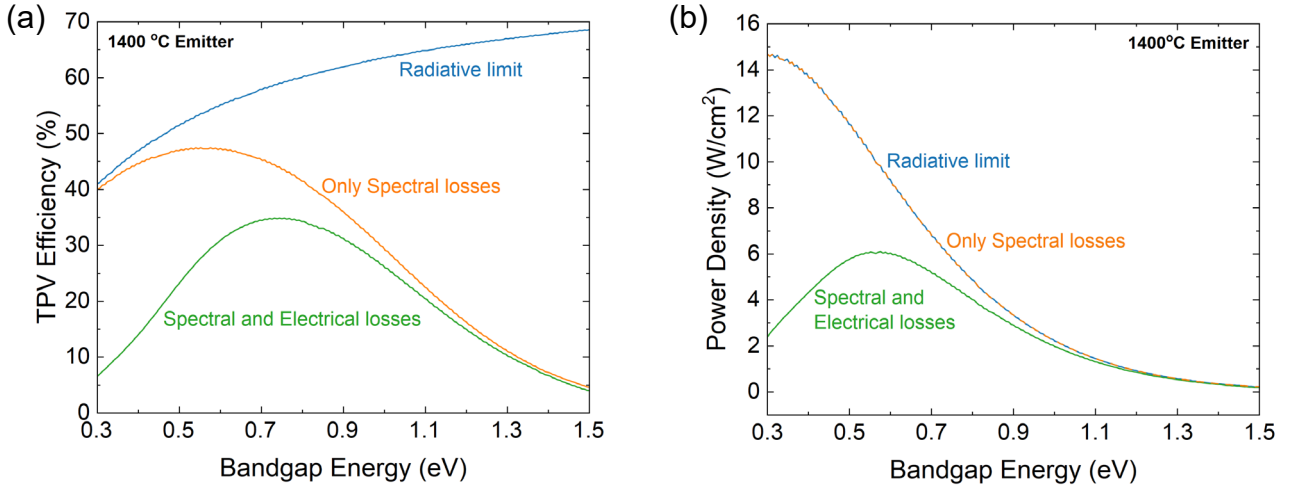 (a)
1400 °C Emitter
Radiative limit
Only Spectral losses
Spectral and Electrical losses
TPV Efficiency (%)
70
60
50
40
30
20
10
0
0.3 0.5 0.7 0.9 1.1 1.3 1.5
Bandgap Energy (eV)
(b)
1400°C Emitter
Radiative limit
Only Spectral losses
Spectral and
Electrical losses
Power Density (W/cm²)
16
14
12
10
8
6
4
2
0
0.3 0.5 0.7 0.9 1.1 1.3 1.5
Bandgap Energy (eV)